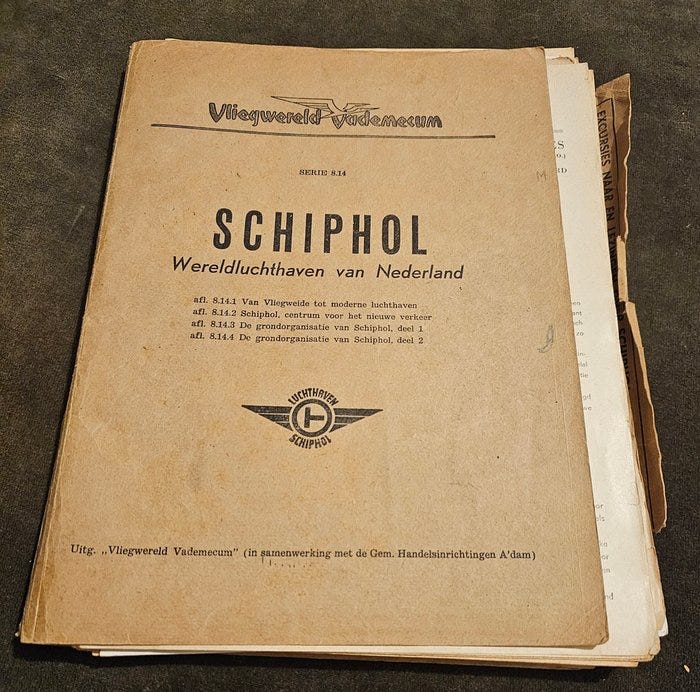 Vliegwereld Vademecum
SERIE 8.14
SCHIPHOL
Wereldluchthaven van Nederland
afl. 8.14.1 Van Vliegweide tot moderne luchthaven
afl. 8.14.2 Schiphol, centrum voor het nieuwe verkeer
afl. 8.14.3 De grondorganisatie van Schiphol, deel 1
afl. 8.14.4 De grondorganisatie van Schiphol, deel 2
LUCHTHAVEN
SCHIPHOL
Uitg. „Vliegwereld Vademecum" (in samenwerking met de Gem. Handelsinrichtingen A'dam)
EXCURSIES NAAR EN